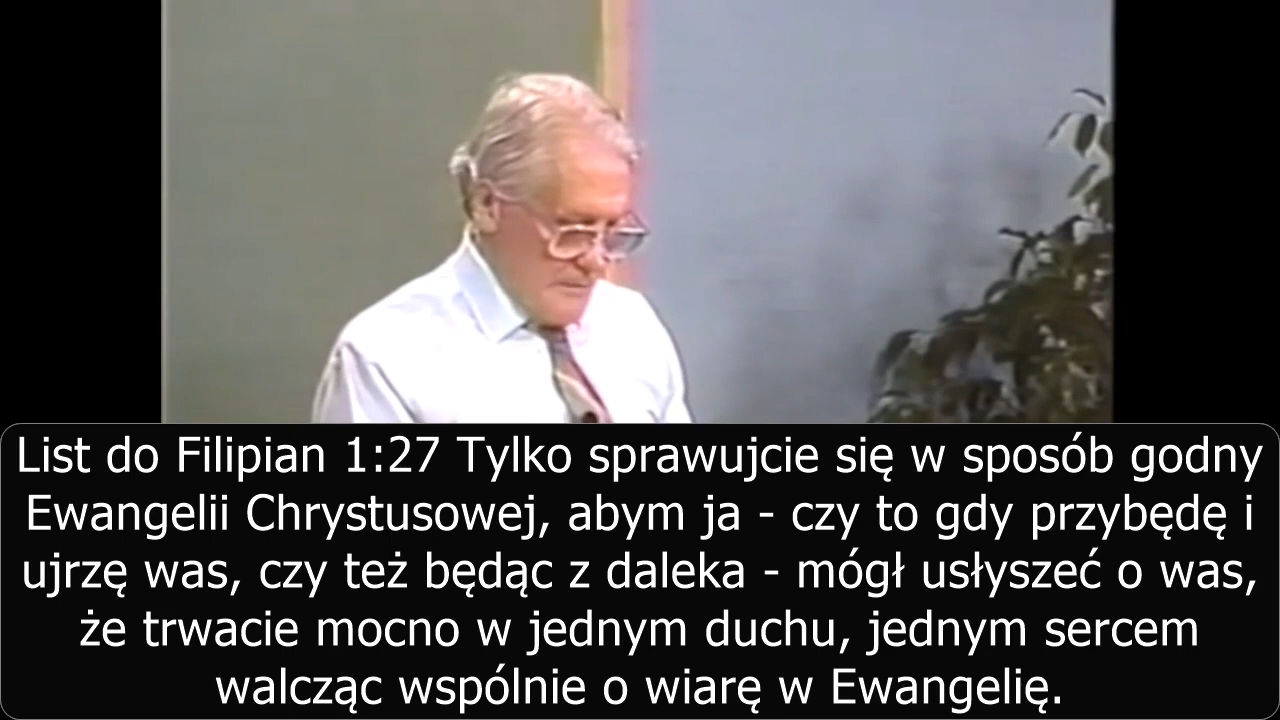 List do Filipian 1:27 Tylko sprawujcie się w sposób godny
Ewangelii Chrystusowej, abym ja - czy to gdy przybędę i
ujrzę was, czy też będąc z daleka - mógł usłyszeć o was,
że trwacie mocno w jednym duchu, jednym sercem
walcząc wspólnie o wiarę w Ewangelię.